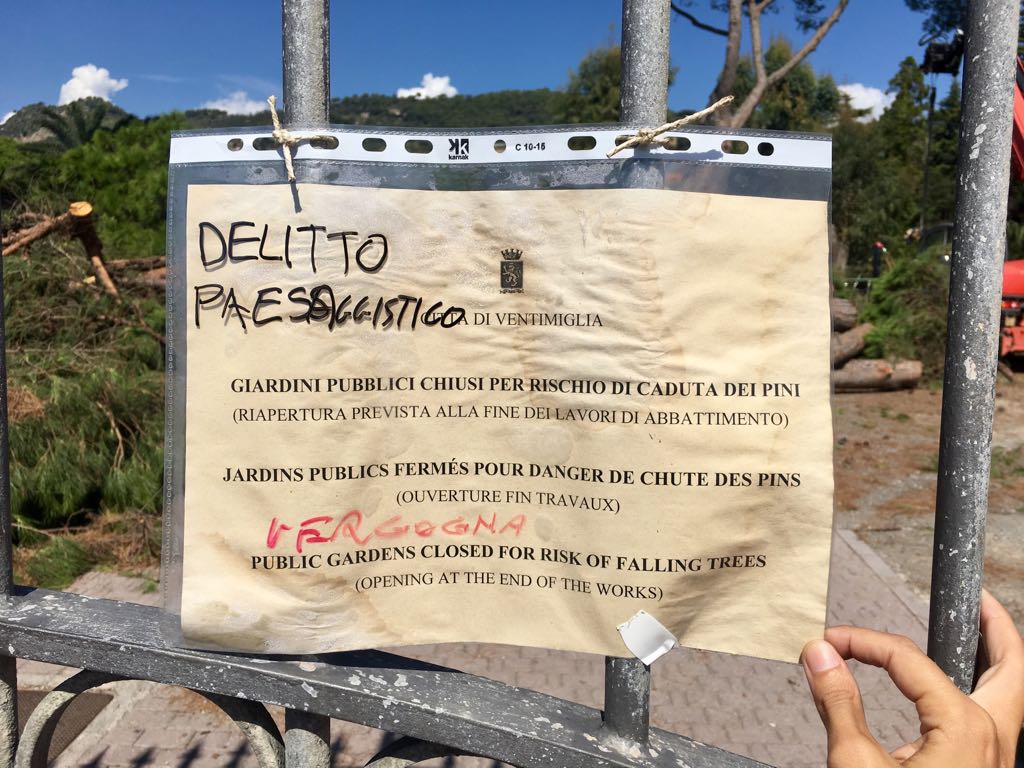 karnak
C 10-15
DELITTO
PAESAGGISTICO
CITTÀ DI VENTIMIGLIA
GIARDINI PUBBLICI CHIUSI PER RISCHIO DI CADUTA DEI PINI
(RIAPERTURA PREVISTA ALLA FINE DEI LAVORI DI ABBATTIMENTO)
JARDINS PUBLICS FERMÉS POUR DANGER DE CHUTE DES PINS
(OUVERTURE FIN TRAVAUX)
VERGOGNA
PUBLIC GARDENS CLOSED FOR RISK OF FALLING TREES
(OPENING AT THE END OF THE WORKS)